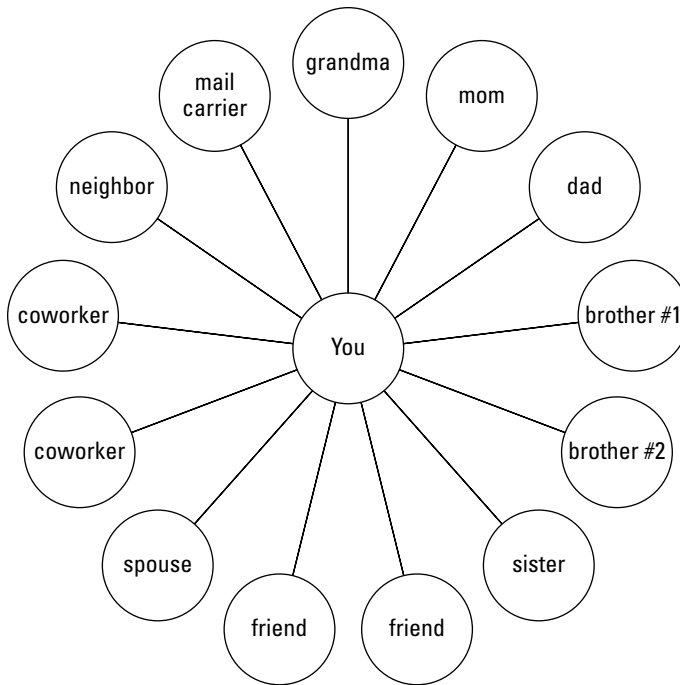 grandma
mail
carrier
mom
neighbor
dad
coworker
brother #1
You
coworker
brother #2
spouse
sister
friend
friend